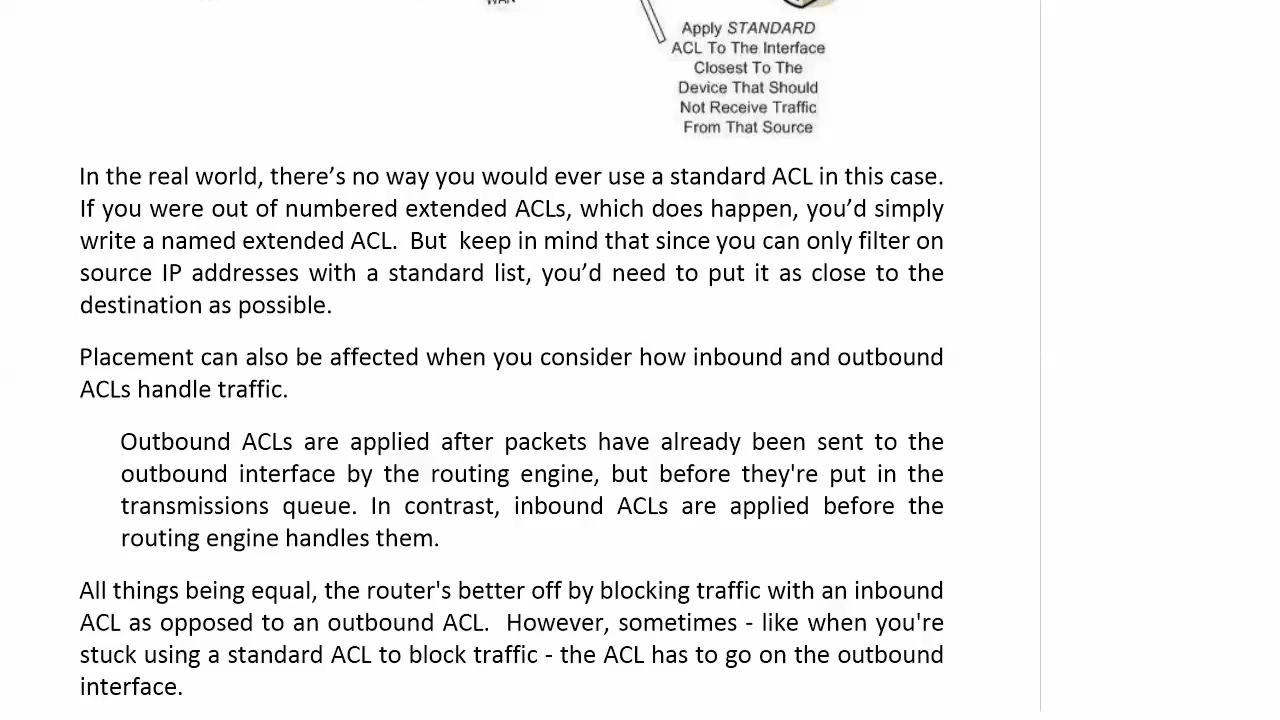 WAN
Apply STANDARD
ACL To The Interface
Closest To The
Device That Should
Not Receive Traffic
From That Source
In the real world, there’s no way you would ever use a standard ACL in this case.
If you were out of numbered extended ACLs, which does happen, you’d simply
write a named extended ACL.  But  keep in mind that since you can only filter on
source IP addresses with a standard list, you’d need to put it as close to the
destination as possible.
Placement can also be affected when you consider how inbound and outbound
ACLs handle traffic.
Outbound ACLs are applied after packets have already been sent to the
outbound interface by the routing engine, but before they're put in the
transmissions queue. In contrast, inbound ACLs are applied before the
routing engine handles them.
All things being equal, the router's better off by blocking traffic with an inbound
ACL as opposed to an outbound ACL.  However, sometimes - like when you're
stuck using a standard ACL to block traffic - the ACL has to go on the outbound
interface.